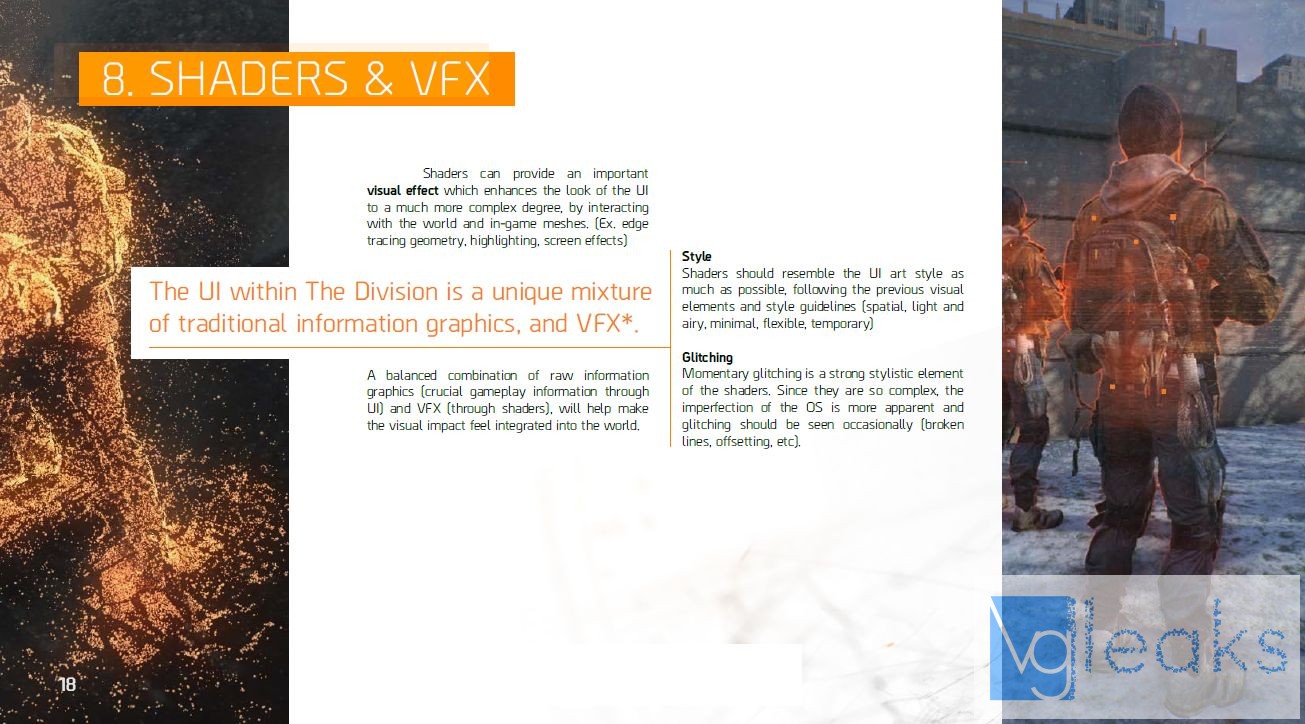 8. SHADERS & VFX
Shaders can provide an important
visual effect which enhances the look of the UI
to a much more complex degree, by interacting
with the world and in-game meshes. (Ex. edge
tracing geometry, highlighting, screen effects)
The UI within The Division is a unique mixture
of traditional information graphics, and VFX*.
A balanced combination of raw information
graphics (crucial gameplay information through
UI) and VFX (through shaders), will help make
the visual impact feel integrated into the world.
Style
Shaders should resemble the UI art style as
much as possible, following the previous visual
elements and style guidelines (spatial, light and
airy, minimal, flexible, temporary)
Glitching
Momentary glitching is a strong stylistic element
of the shaders. Since they are so complex, the
imperfection of the OS is more apparent and
glitching should be seen occasionally (broken
lines, offsetting, etc).
18
vgleaks